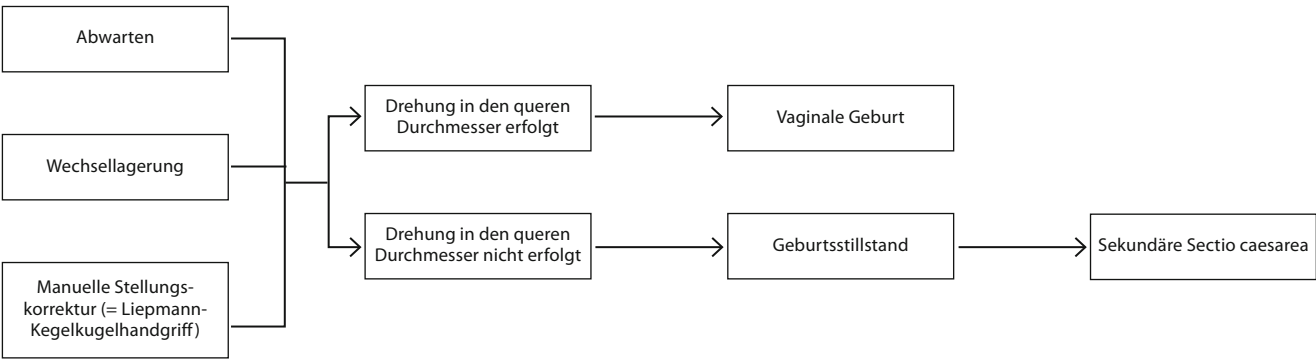 Abwarten
Wechsellagerung
Manuelle Stellungs-
korrektur (= Liepmann-
Kegelkugelhandgriff)
Drehung in den queren
Durchmesser erfolgt
Vaginale Geburt
Drehung in den queren
Durchmesser nicht erfolgt
Geburtsstillstand
Sekundäre Sectio caesarea